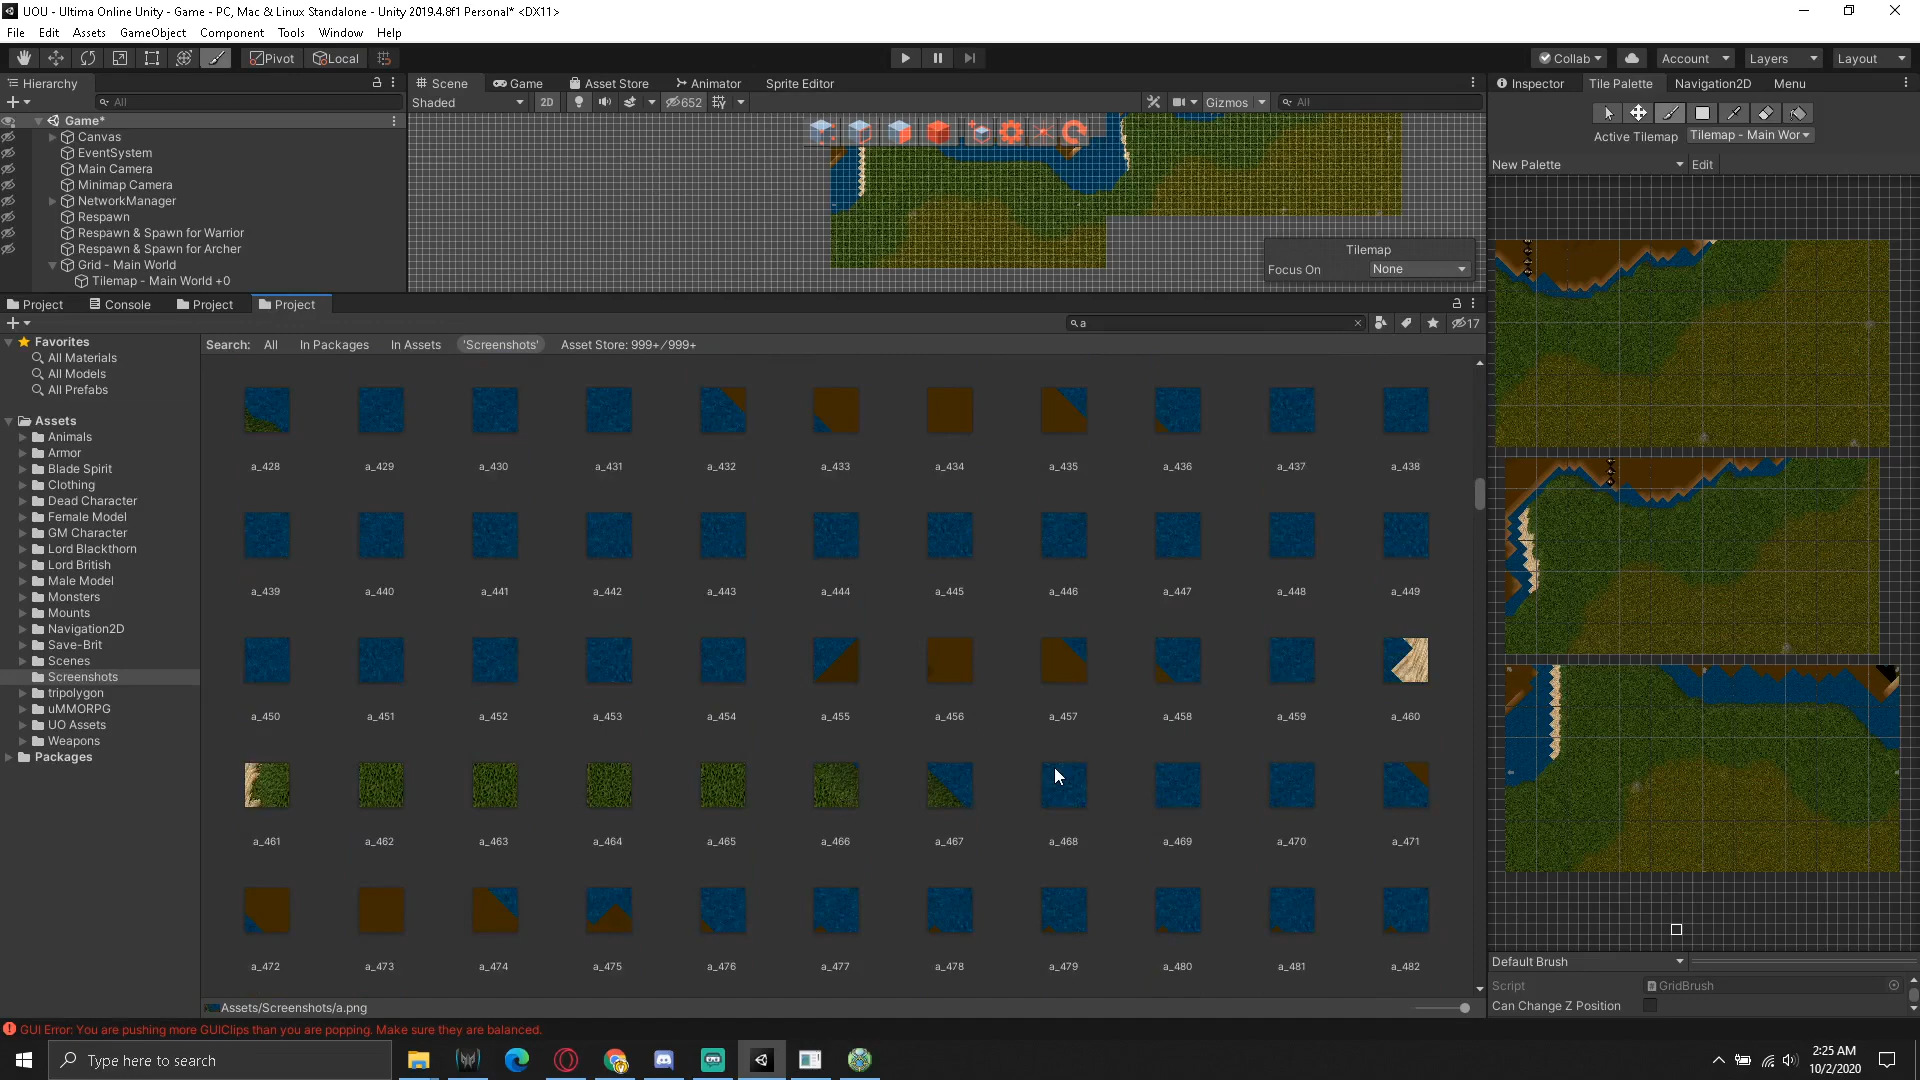 UOU - Ultima Online Unity - Game - PC, Mac & Linux Standalone - Unity 2019.4.8f1 Personal* <DX11>
File Edit Assets GameObject Component Tools Window Help
Pivot Local Collab Account Layers Layout
Hierarchy
All
Game*
Canvas
EventSystem
Main Camera
Minimap Camera
NetworkManager
Respawn
Respawn & Spawn for Warrior
Respawn & Spawn for Archer
Grid - Main World
Tilemap - Main World +0
Scene Game Asset Store Animator Sprite Editor
Shaded 2D 652 Gizmos All
Tilemap
Focus On None
Inspector Tile Palette Navigation2D Menu
Active Tilemap Tilemap - Main Wor
New Palette Edit
Project Console Project Project
a 17
Favorites
All Materials
All Models
All Prefabs
Assets
Animals
Armor
Blade Spirit
Clothing
Dead Character
Female Model
GM Character
Lord Blackthorn
Lord British
Male Model
Monsters
Mounts
Navigation2D
Save-Brit
Scenes
Screenshots
tripolygon
uMMORPG
UO Assets
Weapons
Packages
Search: All In Packages In Assets 'Screenshots' Asset Store: 999+/999+
a_428 a_429 a_430 a_431 a_432 a_433 a_434 a_435 a_436 a_437 a_438
a_439 a_440 a_441 a_442 a_443 a_444 a_445 a_446 a_447 a_448 a_449
a_450 a_451 a_452 a_453 a_454 a_455 a_456 a_457 a_458 a_459 a_460
a_461 a_462 a_463 a_464 a_465 a_466 a_467 a_468 a_469 a_470 a_471
a_472 a_473 a_474 a_475 a_476 a_477 a_478 a_479 a_480 a_481 a_482
Assets/Screenshots/a.png
Default Brush
Script GridBrush
Can Change Z Position
GUI Error: You are pushing more GUIClips than you are popping. Make sure they are balanced.
Type here to search
2:25 AM
10/2/2020